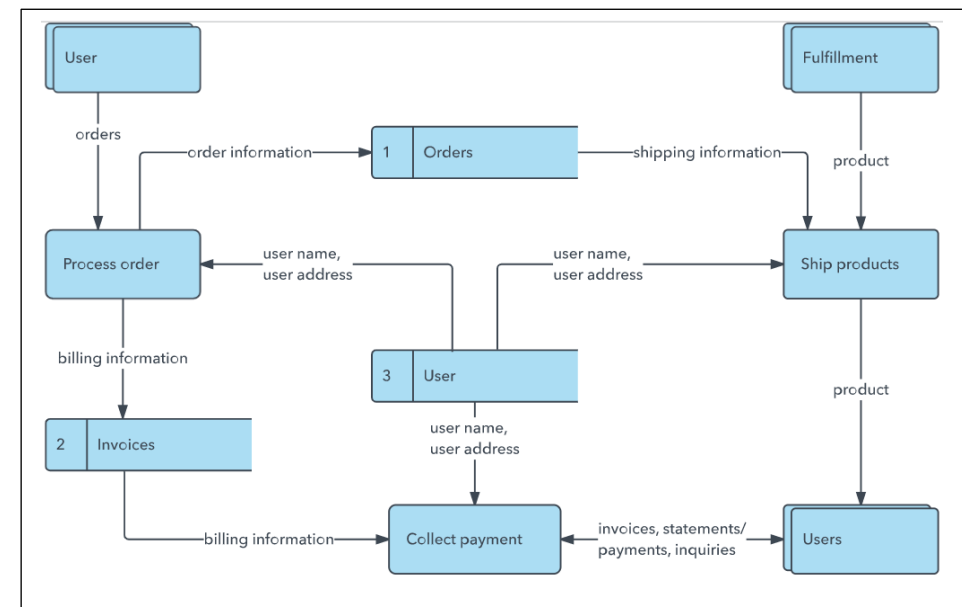 User
Fulfillment
orders
order information
1
Orders
shipping information
product
Process order
user name,
user address
user name,
user address
Ship products
billing information
3
User
product
2
Invoices
user name,
user address
billing information
Collect payment
invoices, statements/
payments, inquiries
Users